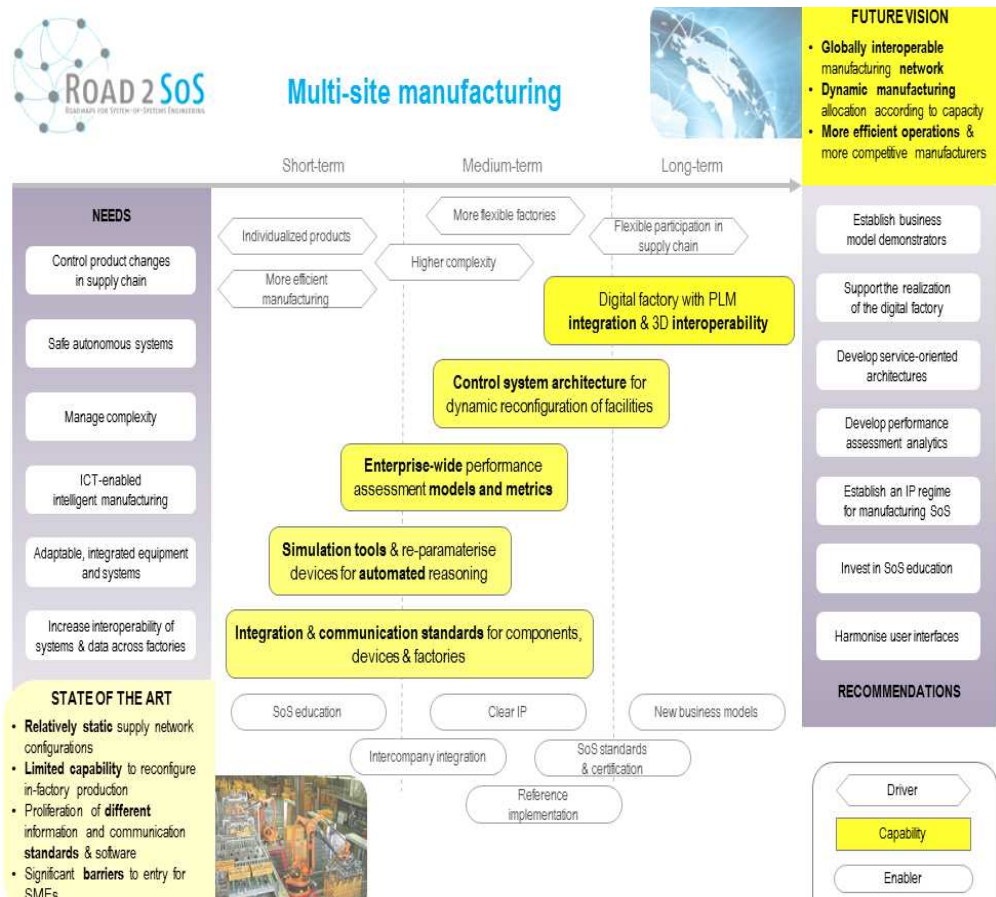 ROAD 2 SoS
ROADMAPS FOR SYSTEM-OF-SYSTEMS ENGINEERING
Multi-site manufacturing
FUTURE VISION
• Globally interoperable
manufacturing network
• Dynamic manufacturing
allocation according to capacity
• More efficient operations &
more competitive manufacturers
Short-term
Medium-term
Long-term
NEEDS
Control product changes
in supply chain
Safe autonomous systems
Manage complexity
ICT-enabled
intelligent manufacturing
Adaptable, integrated equipment
and systems
Increase interoperability of
systems & data across factories
STATE OF THE ART
• Relatively static supply network
configurations
• Limited capability to reconfigure
in-factory production
• Proliferation of different
information and communication
standards & software
• Significant barriers to entry for
SMEs
Individualized products
More efficient
manufacturing
More flexible factories
Higher complexity
Flexible participation in
supply chain
Digital factory with PLM
integration & 3D interoperability
Control system architecture for
dynamic reconfiguration of facilities
Enterprise-wide performance
assessment models and metrics
Simulation tools & re-paramaterise
devices for automated reasoning
Integration & communication standards for components,
devices & factories
SoS education
Clear IP
New business models
Intercompany integration
SoS standards
& certification
Reference
implementation
Establish business
model demonstrators
Support the realization
of the digital factory
Develop service-oriented
architectures
Develop performance
assessment analytics
Establish an IP regime
for manufacturing SoS
Invest in SoS education
Harmonise user interfaces
RECOMMENDATIONS
Driver
Capability
Enabler